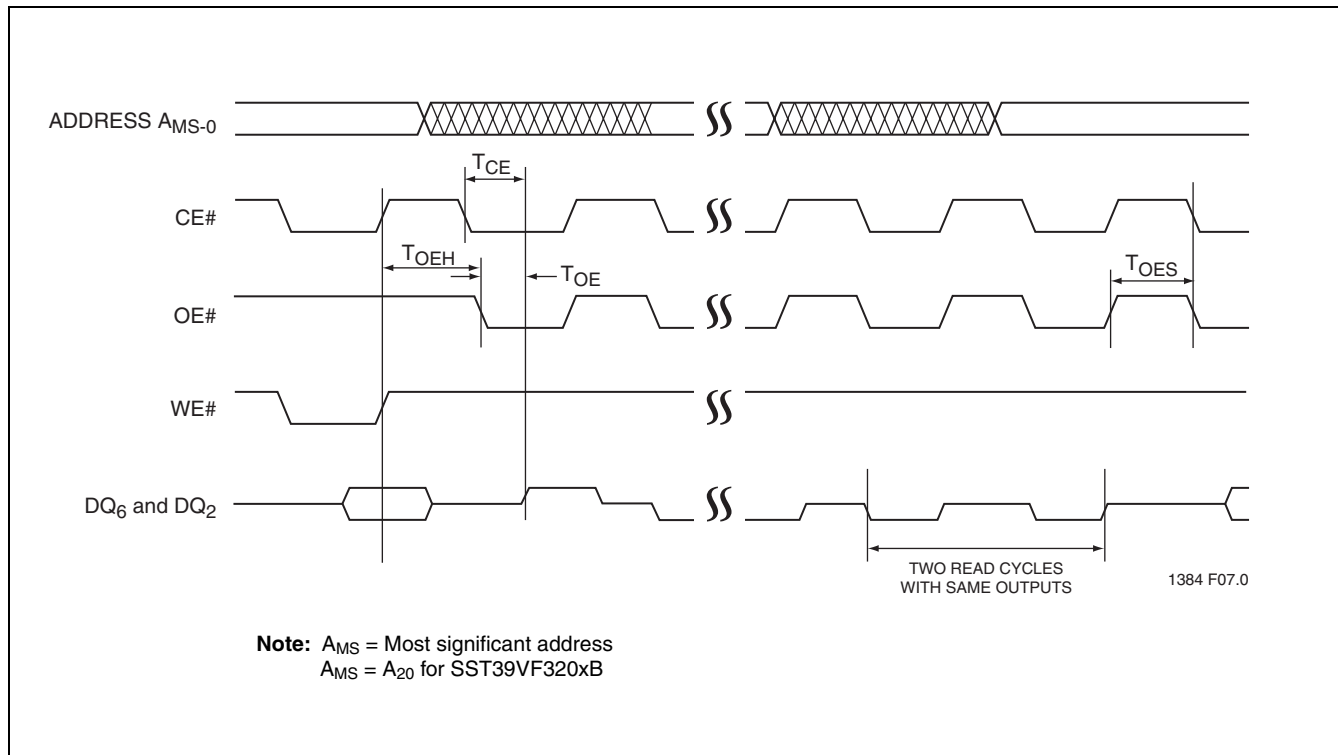 ADDRESS AMS-0
TCE
CE#
TOEH
TOE
TOES
OE#
WE#
DQ6 and DQ2
TWO READ CYCLES
WITH SAME OUTPUTS
1384 F07.0
Note: AMS = Most significant address
AMS = A20 for SST39VF320xB